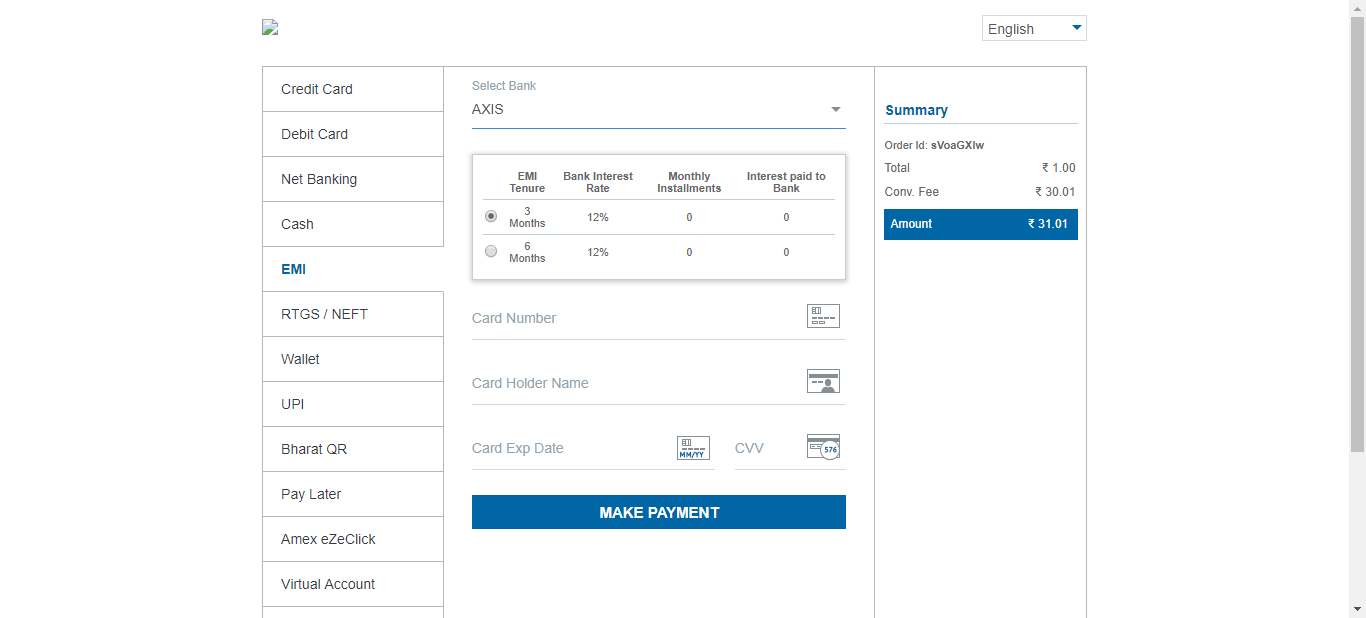 English
Credit Card
Debit Card
Net Banking
Cash
EMI
RTGS / NEFT
Wallet
UPI
Bharat QR
Pay Later
Amex eZeClick
Virtual Account
Select Bank
AXIS
EMI Tenure Bank Interest Rate Monthly Installments Interest paid to Bank
3 Months 12% 0 0
6 Months 12% 0 0
Card Number
Card Holder Name
Card Exp Date MM/YY CVV 576
MAKE PAYMENT
Summary
Order Id: sVoaGXIw
Total ₹ 1.00
Conv. Fee ₹ 30.01
Amount ₹ 31.01